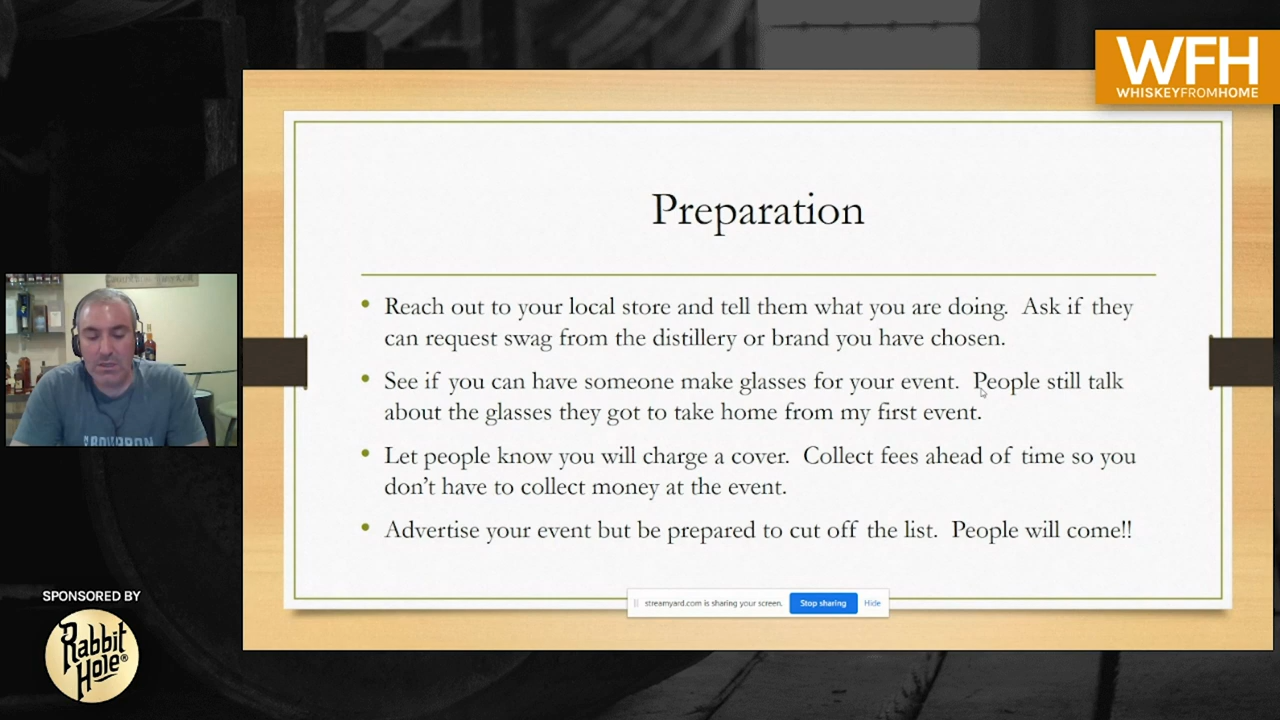 WFH
WHISKEYFROMHOME
Preparation
• Reach out to your local store and tell them what you are doing.  Ask if they
can request swag from the distillery or brand you have chosen.
• See if you can have someone make glasses for your event.  People still talk
about the glasses they got to take home from my first event.
• Let people know you will charge a cover.  Collect fees ahead of time so you
don't have to collect money at the event.
• Advertise your event but be prepared to cut off the list.  People will come!!
streamyard.com is sharing your screen. Stop sharing Hide
SPONSORED BY
Rabbit
Hole®